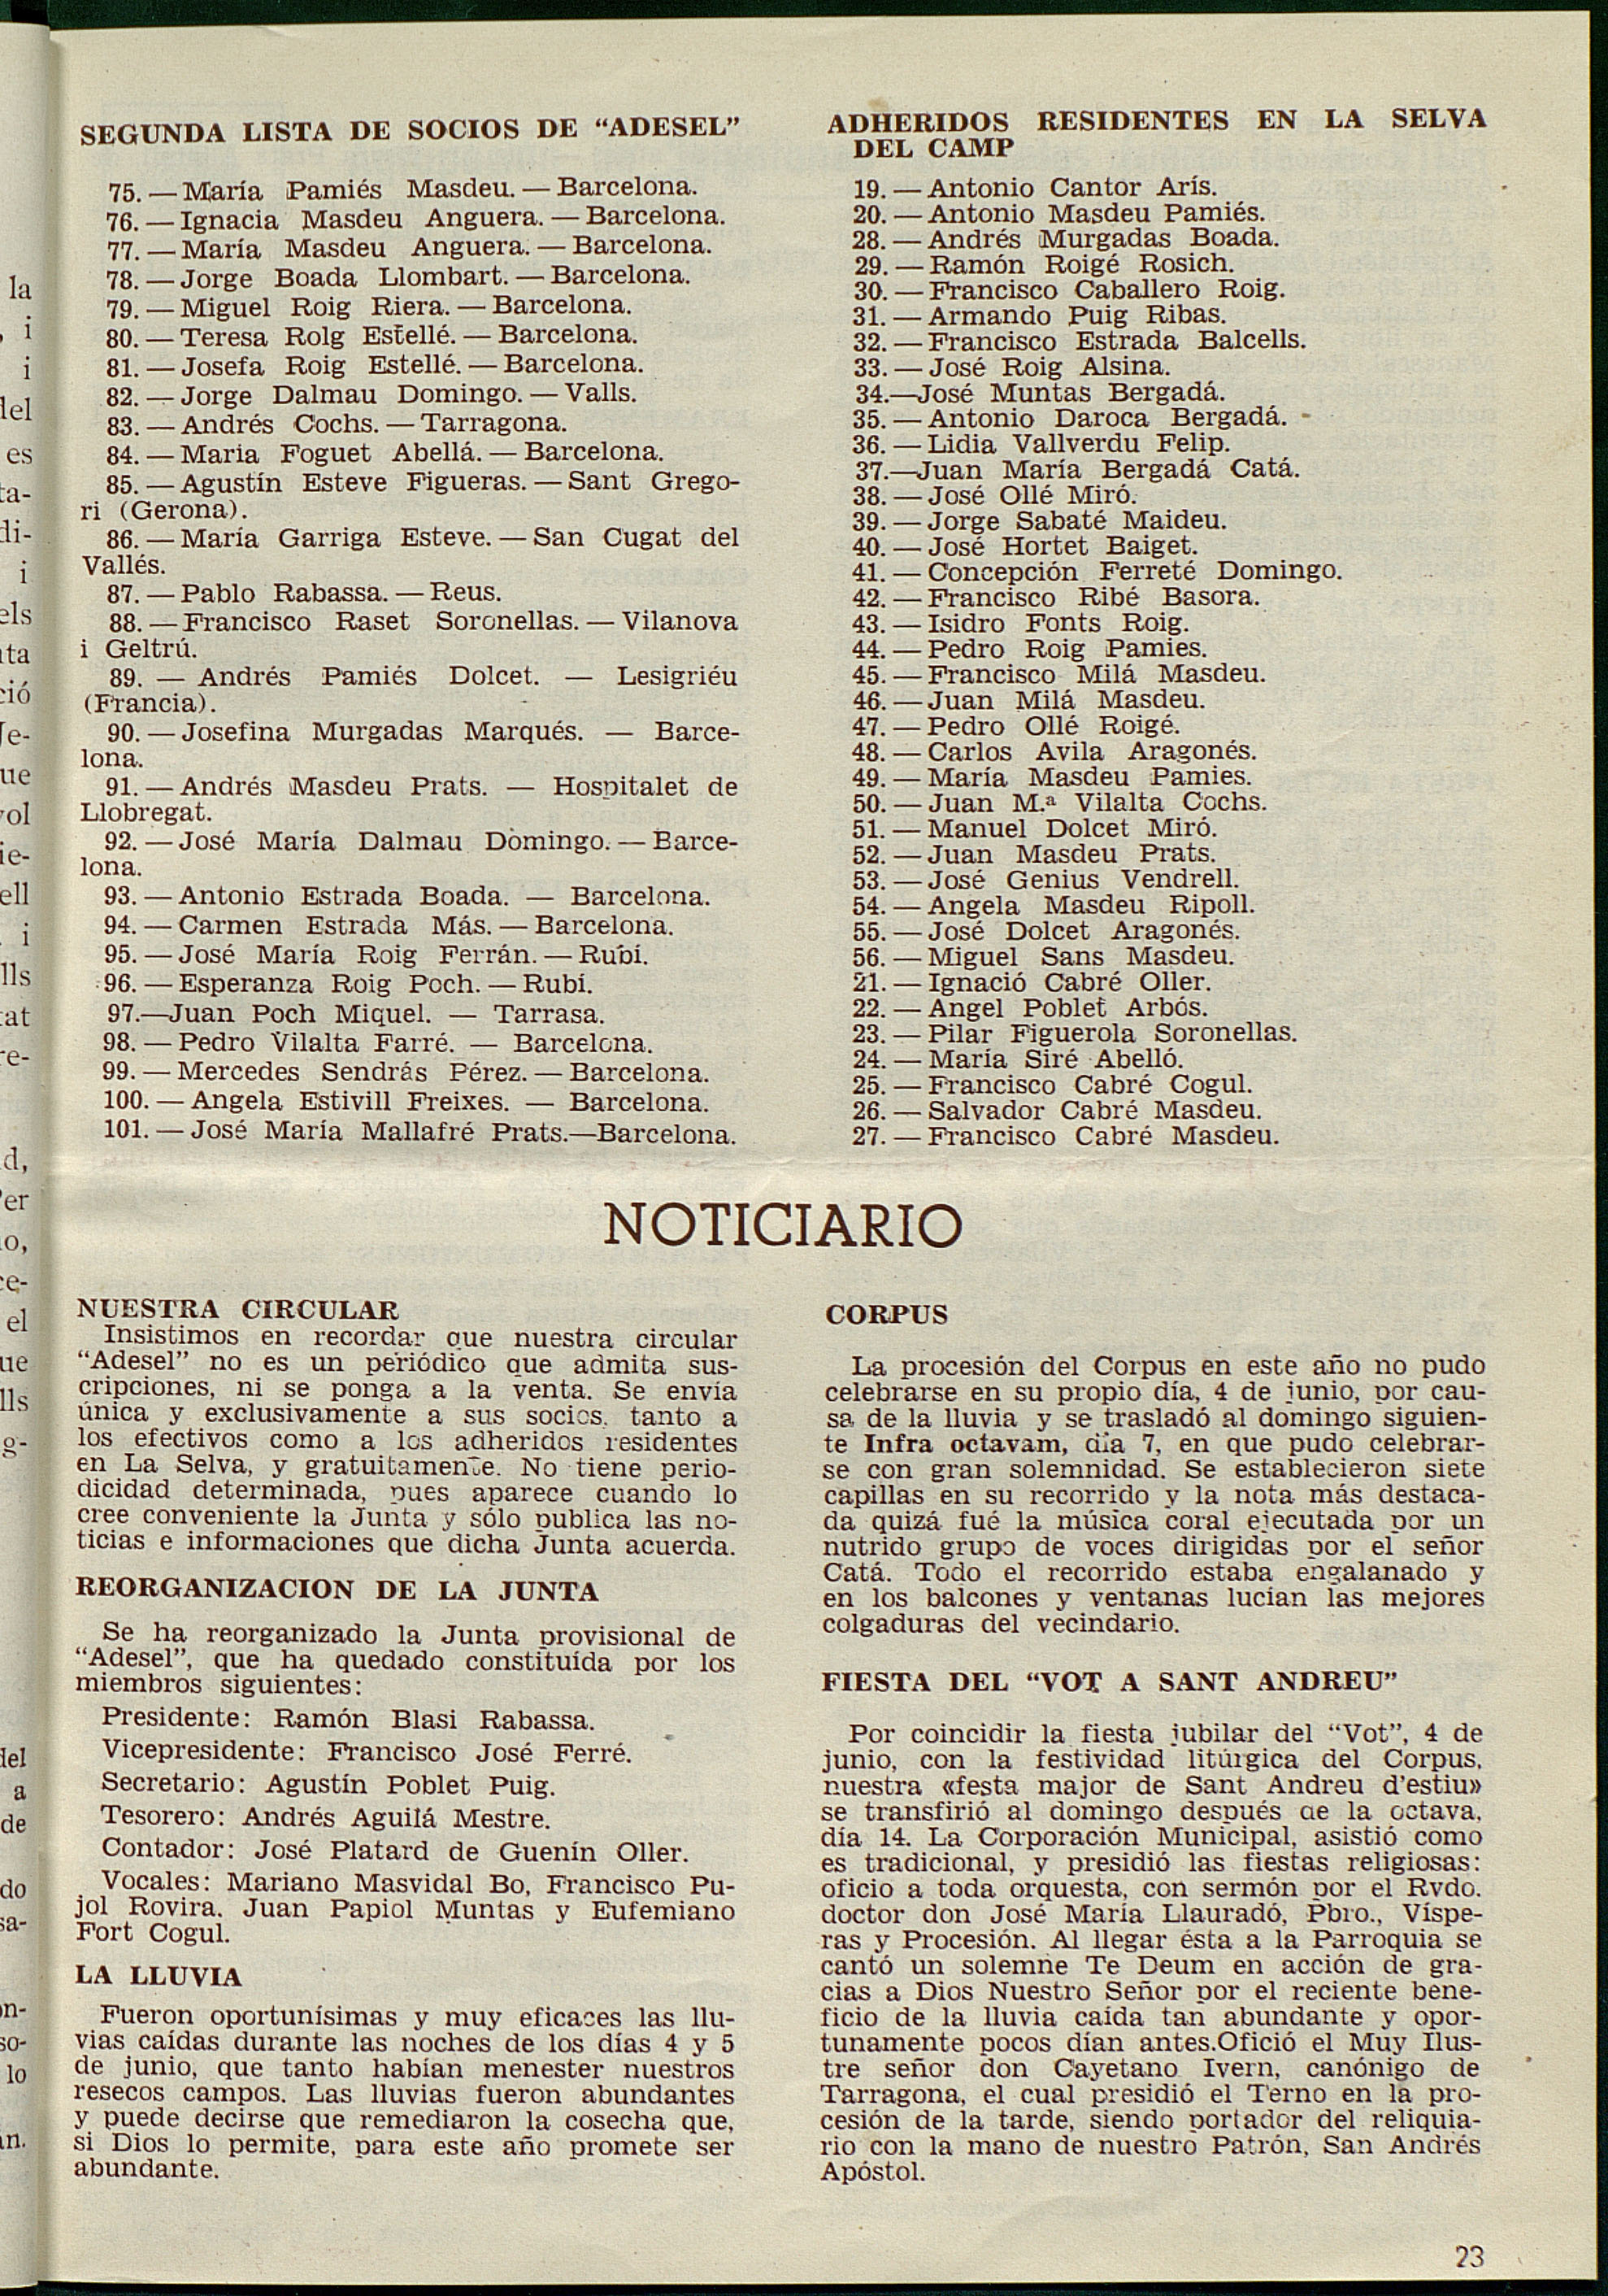 SEGUNDA LISTA DE SOCIOS DE “ADESEL”
75. — María Pamiés Masdeu. — Barcelona.
76. — Ignacia Masdeu Anguera. — Barcelona.
77. — María Masdeu Anguera. — Barcelona.
78. — Jorge Boada Llombart. — Barcelona.
79. — Miguel Roig Riera. — Barcelona.
80. — Teresa Rolg Estellé. — Barcelona.
81. — Josefa Roig Estellé. — Barcelona.
82. — Jorge Dalmau Domingo. — Valls.
83. — Andrés Cochs. — Tarragona.
84. — Maria Foguet Abellá. — Barcelona.
85. — Agustín Esteve Figueras. — Sant Grego-
ri (Gerona).
86. — María Garriga Esteve. — San Cugat del
Vallés.
87. — Pablo Rabassa. — Reus.
88. — Francisco Raset Soronellas. — Vilanova
i Geltrú.
89. — Andrés Pamiés Dolcet. — Lesigriéu
(Francia).
90. — Josefina Murgadas Marqués. — Barce-
lona.
91. — Andrés Masdeu Prats. — Hospitalet de
Llobregat.
92. — José María Dalmau Domingo. — Barce-
lona.
93. — Antonio Estrada Boada. — Barcelona.
94. — Carmen Estrada Más. — Barcelona.
95. — José María Roig Ferrán. — Rubí.
96. — Esperanza Roig Poch. — Rubí.
97.—Juan Poch Miquel. — Tarrasa.
98. — Pedro Vilalta Farré. — Barcelona.
99. — Mercedes Sendrás Pérez. — Barcelona.
100. — Angela Estivill Freixes. — Barcelona.
101. — José María Mallafré Prats.—Barcelona.
ADHERIDOS RESIDENTES EN LA SELVA
DEL CAMP
19. — Antonio Cantor Arís.
20. — Antonio Masdeu Pamiés.
28. — Andrés Murgadas Boada.
29. — Ramón Roigé Rosich.
30. — Francisco Caballero Roig.
31. — Armando Puig Ribas.
32. — Francisco Estrada Balcells.
33. — José Roig Alsina.
34.—José Muntas Bergadá.
35. — Antonio Daroca Bergadá.
36. — Lidia Vallverdu Felip.
37.—Juan María Bergadá Catá.
38. — José Ollé Miró.
39. — Jorge Sabaté Maideu.
40. — José Hortet Baiget.
41. — Concepción Ferreté Domingo.
42. — Francisco Ribé Basora.
43. — Isidro Fonts Roig.
44. — Pedro Roig Pamies.
45. — Francisco Milá Masdeu.
46. — Juan Milá Masdeu.
47. — Pedro Ollé Roigé.
48. — Carlos Avila Aragonés.
49. — María Masdeu Pamies.
50. — Juan M.ª Vilalta Cochs.
51. — Manuel Dolcet Miró.
52. — Juan Masdeu Prats.
53. — José Genius Vendrell.
54. — Angela Masdeu Ripoll.
55. — José Dolcet Aragonés.
56. — Miguel Sans Masdeu.
21. — Ignació Cabré Oller.
22. — Angel Poblet Arbós.
23. — Pilar Figuerola Soronellas.
24. — María Siré Abelló.
25. — Francisco Cabré Cogul.
26. — Salvador Cabré Masdeu.
27. — Francisco Cabré Masdeu.
NOTICIARIO
NUESTRA CIRCULAR
Insistimos en recordar que nuestra circular
“Adesel” no es un periódico que admita sus-
cripciones, ni se ponga a la venta. Se envía
única y exclusivamente a sus socios, tanto a
los efectivos como a los adheridos residentes
en La Selva, y gratuitamente. No tiene perio-
dicidad determinada, pues aparece cuando lo
cree conveniente la Junta y sólo publica las no-
ticias e informaciones que dicha Junta acuerda.
REORGANIZACION DE LA JUNTA
Se ha reorganizado la Junta provisional de
“Adesel”, que ha quedado constituída por los
miembros siguientes:
Presidente: Ramón Blasi Rabassa.
Vicepresidente: Francisco José Ferré.
Secretario: Agustín Poblet Puig.
Tesorero: Andrés Aguilá Mestre.
Contador: José Platard de Guenín Oller.
Vocales: Mariano Masvidal Bo, Francisco Pu-
jol Rovira. Juan Papiol Muntas y Eufemiano
Fort Cogul.
LA LLUVIA
Fueron oportunísimas y muy eficaces las llu-
vias caídas durante las noches de los días 4 y 5
de junio, que tanto habían menester nuestros
resecos campos. Las lluvias fueron abundantes
y puede decirse que remediaron la cosecha que,
si Dios lo permite, para este año promete ser
abundante.
CORPUS
La procesión del Corpus en este año no pudo
celebrarse en su propio día, 4 de junio, por cau-
sa de la lluvia y se trasladó al domingo siguien-
te Infra octavam, día 7, en que pudo celebrar-
se con gran solemnidad. Se establecieron siete
capillas en su recorrido y la nota más destaca-
da quizá fué la música coral ejecutada por un
nutrido grupo de voces dirigidas por el señor
Catá. Todo el recorrido estaba engalanado y
en los balcones y ventanas lucían las mejores
colgaduras del vecindario.
FIESTA DEL “VOT A SANT ANDREU”
Por coincidir la fiesta jubilar del “Vot”, 4 de
junio, con la festividad litúrgica del Corpus,
nuestra «festa major de Sant Andreu d'estiu»
se transfirió al domingo después de la octava,
día 14. La Corporación Municipal, asistió como
es tradicional, y presidió las fiestas religiosas:
oficio a toda orquesta, con sermón por el Rvdo.
doctor don José María Llauradó, Pbro., Víspe-
ras y Procesión. Al llegar ésta a la Parroquia se
cantó un solemne Te Deum en acción de gra-
cias a Dios Nuestro Señor por el reciente bene-
ficio de la lluvia caída tan abundante y opor-
tunamente pocos dían antes.Ofició el Muy Ilus-
tre señor don Cayetano Ivern, canónigo de
Tarragona, el cual presidió el Terno en la pro-
cesión de la tarde, siendo portador del reliquia-
rio con la mano de nuestro Patrón, San Andrés
Apóstol.
23